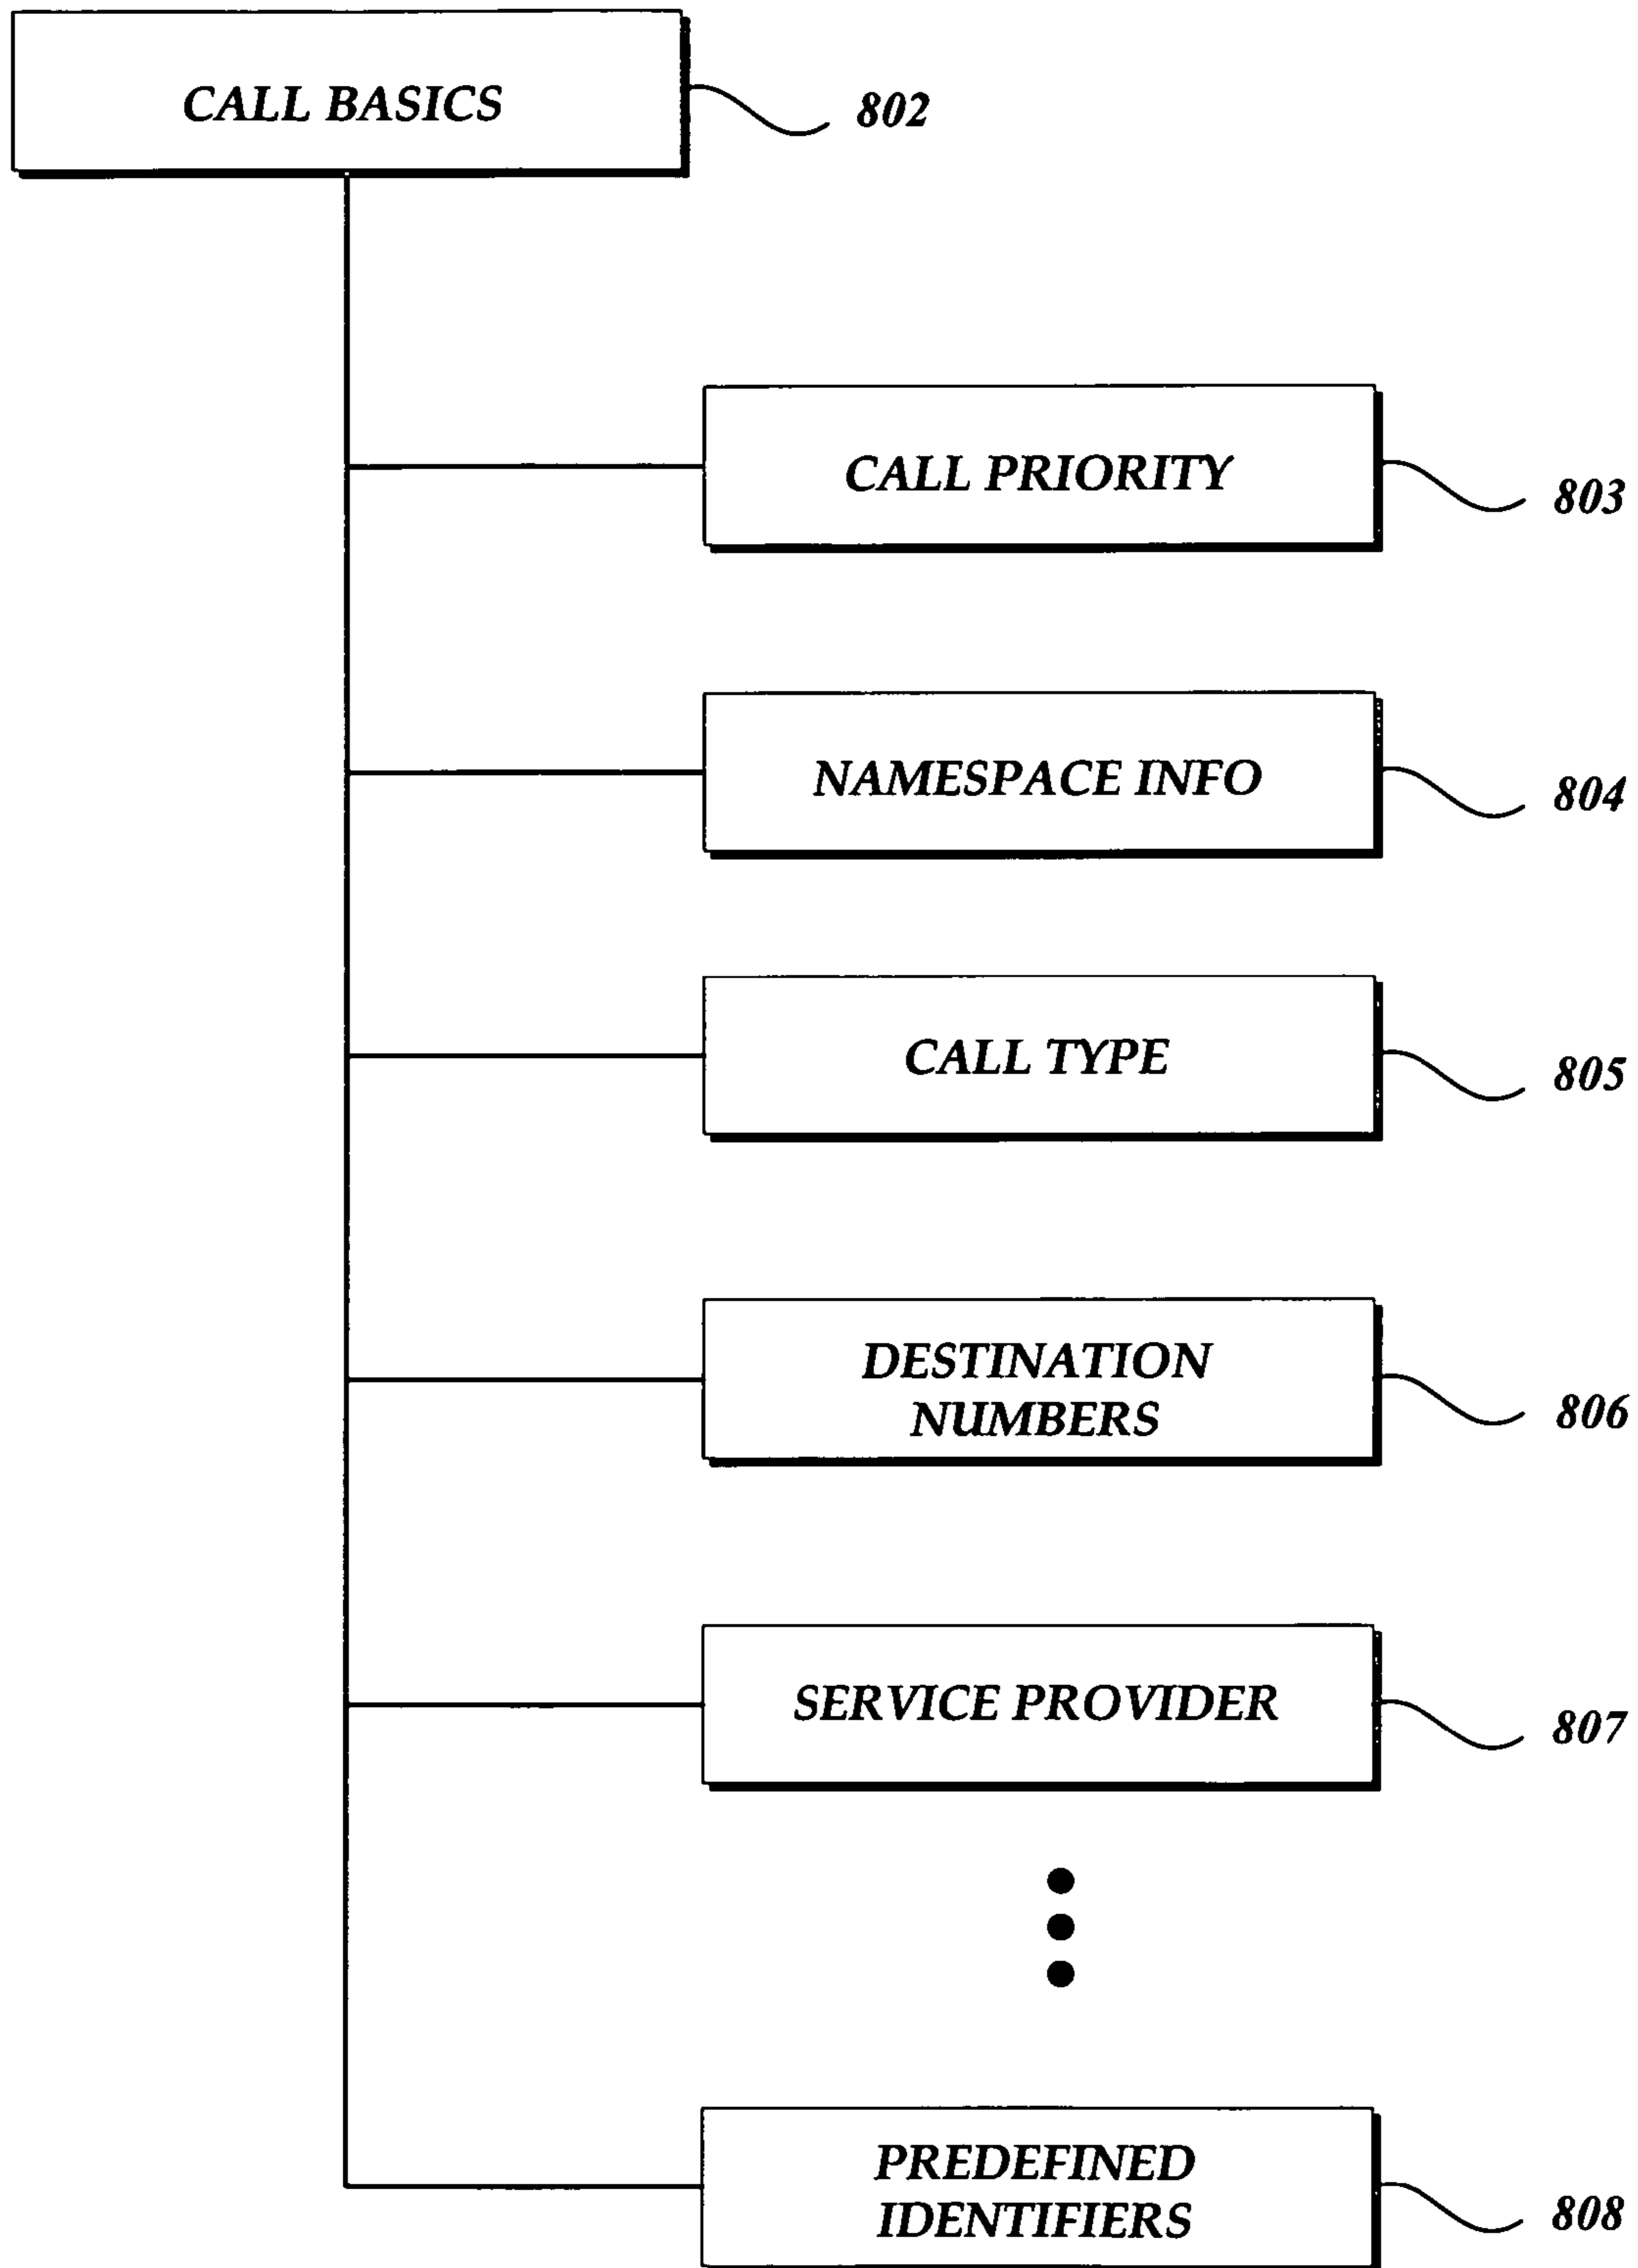 CALL BASICS
802
CALL PRIORITY
803
NAMESPACE INFO
804
CALL TYPE
805
DESTINATION
NUMBERS
806
SERVICE PROVIDER
807
PREDEFINED
IDENTIFIERS
808